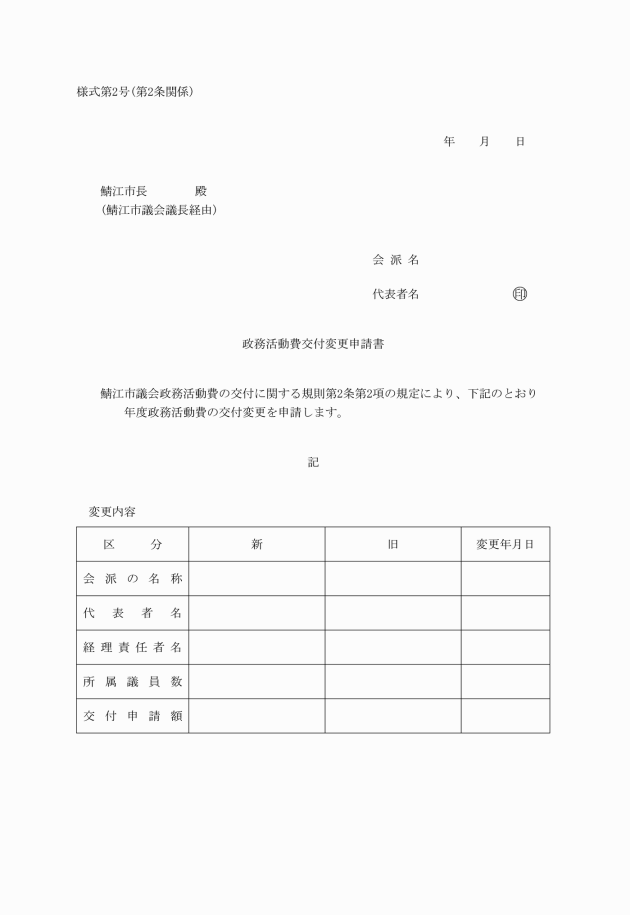 様式第2号(第2条関係)
年　　月　　日
鯖江市長　　　　殿
(鯖江市議会議長経由)
会 派 名
代表者名　　　　　　　　㊞
政務活動費交付変更申請書
鯖江市議会政務活動費の交付に関する規則第2条第2項の規定により、下記のとおり
年度政務活動費の交付変更を申請します。
記
変更内容
区　　分　新　旧　変更年月日
会派の名称
代表者名
経理責任者名
所属議員数
交付申請額